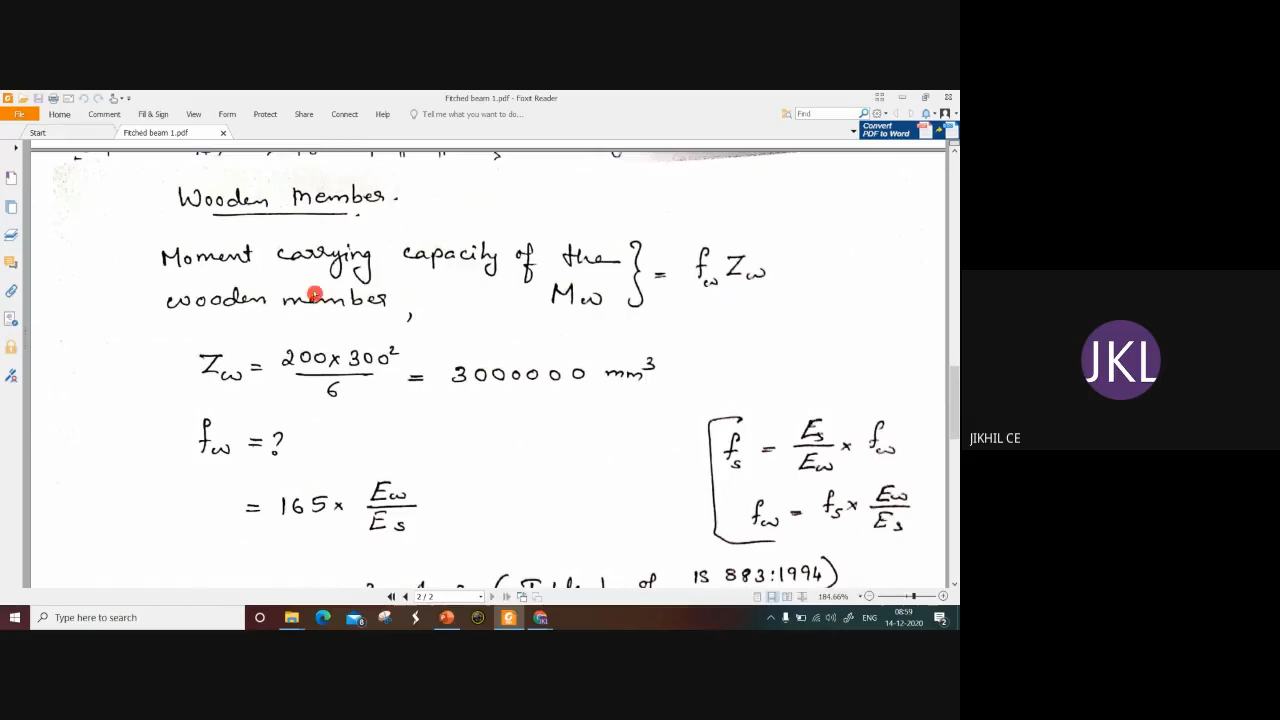 Fitched beam 1.pdf - Foxit Reader
File Home Comment Fill & Sign View Form Protect Share Connect Help Tell me what you want to do... Find
Start Fitched beam 1.pdf
Convert
PDF to Word
Wooden Member.
Moment carrying capacity of the
wooden member, Mw } = fw Zw
Zw = 200 x 300² / 6 = 3000000 mm³
fw = ?
= 165 x Ew / Es
fs = Es / Ew x fw
fw = fs x Ew / Es
of IS 883:1994)
2 / 2
184.66%
Type here to search
ENG
08:59
14-12-2020
JKL
JIKHIL CE